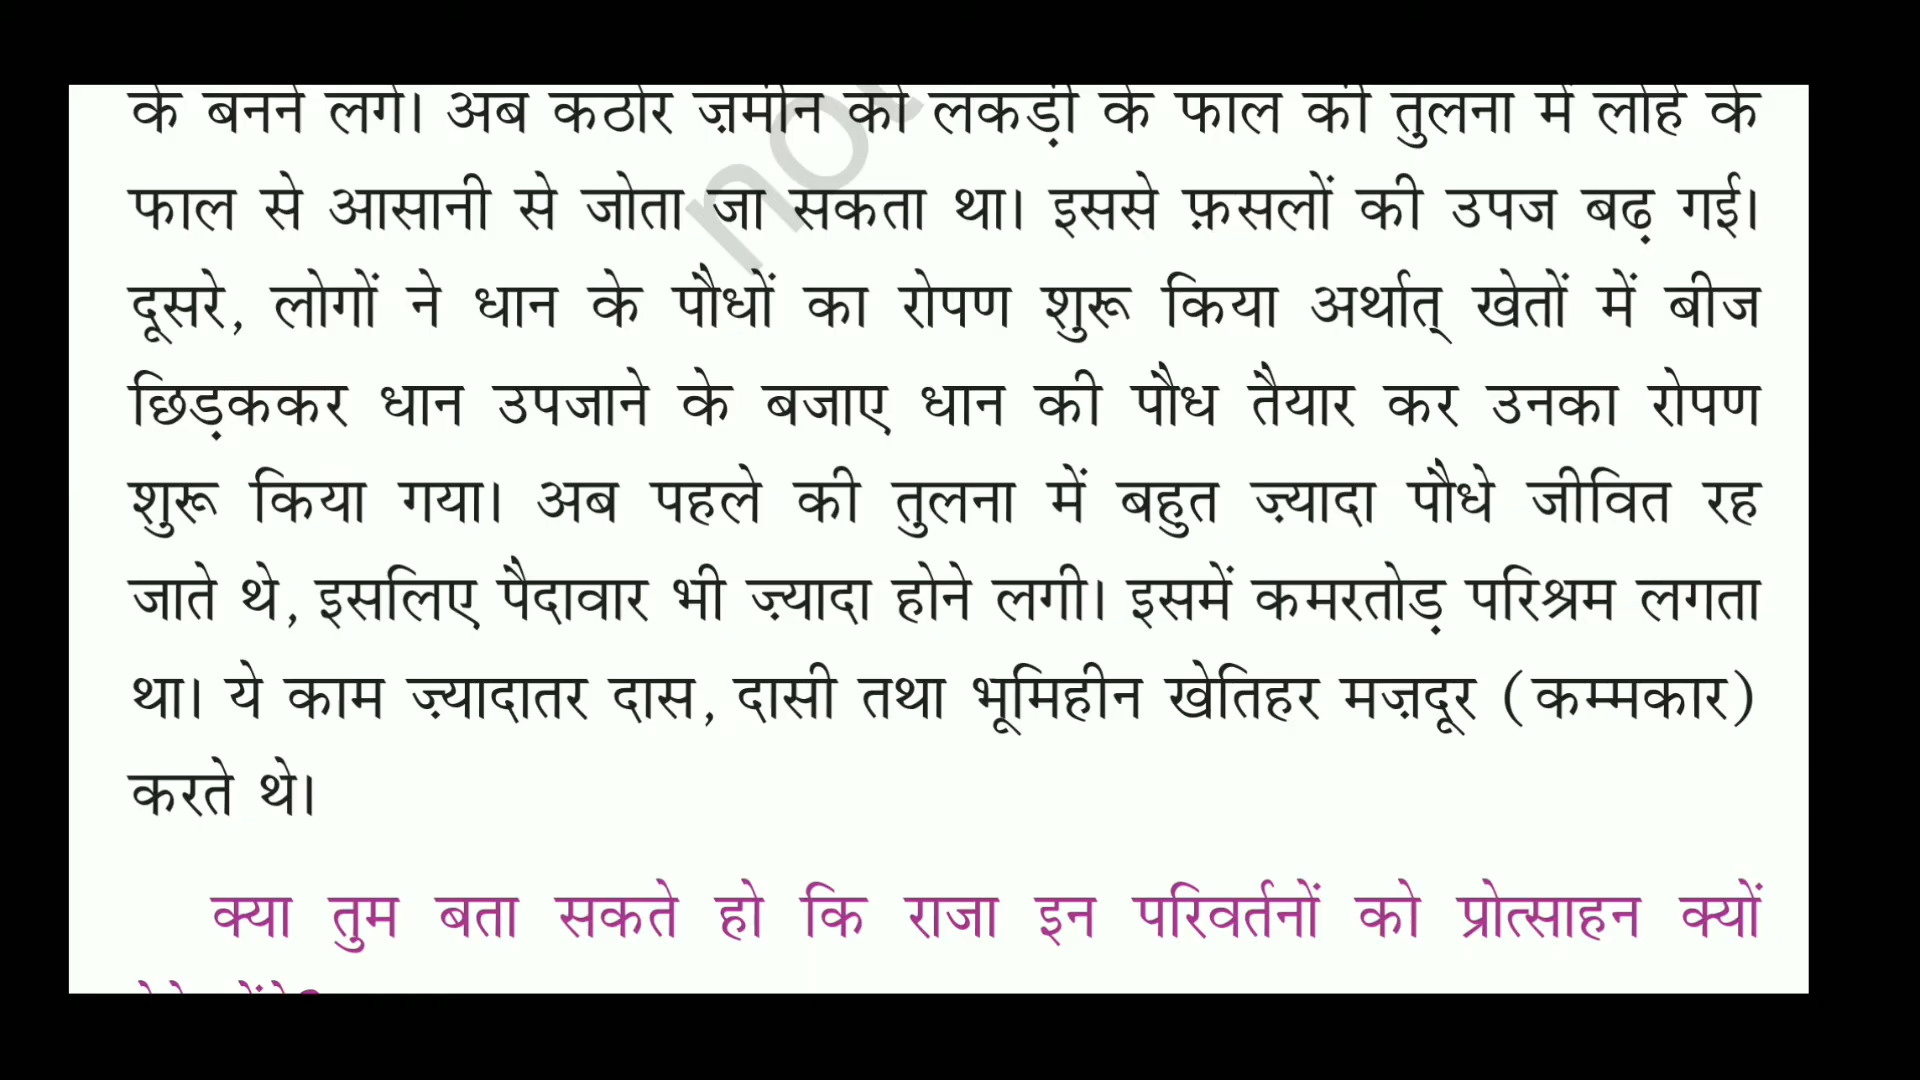 के बनने लगे। अब कठोर ज़मीन को लकड़ी के फाल की तुलना में लोहे के
फाल से आसानी से जोता जा सकता था। इससे फ़सलों की उपज बढ़ गई।
दूसरे, लोगों ने धान के पौधों का रोपण शुरू किया अर्थात् खेतों में बीज
छिड़ककर धान उपजाने के बजाए धान की पौध तैयार कर उनका रोपण
शुरू किया गया। अब पहले की तुलना में बहुत ज़्यादा पौधे जीवित रह
जाते थे, इसलिए पैदावार भी ज़्यादा होने लगी। इसमें कमरतोड़ परिश्रम लगता
था। ये काम ज़्यादातर दास, दासी तथा भूमिहीन खेतिहर मज़दूर (कम्मकार)
करते थे।
क्या तुम बता सकते हो कि राजा इन परिवर्तनों को प्रोत्साहन क्यों